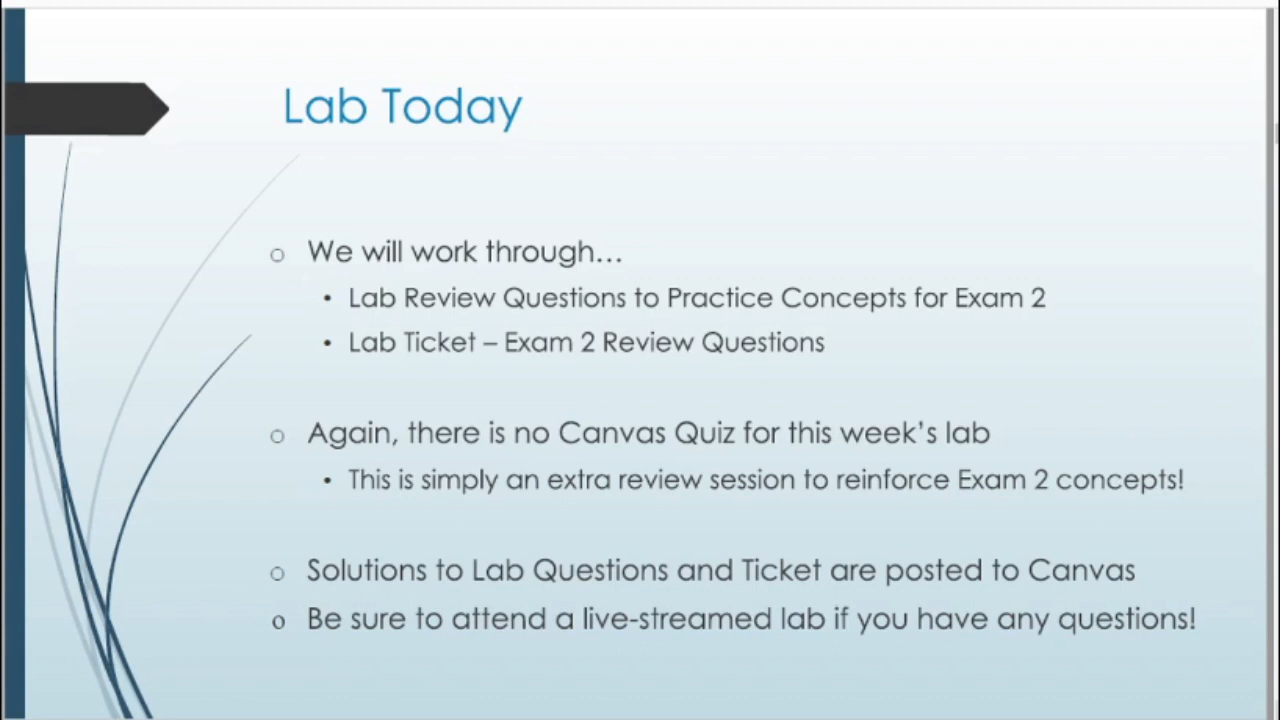 Lab Today
○ We will work through…
• Lab Review Questions to Practice Concepts for Exam 2
• Lab Ticket – Exam 2 Review Questions
○ Again, there is no Canvas Quiz for this week’s lab
• This is simply an extra review session to reinforce Exam 2 concepts!
○ Solutions to Lab Questions and Ticket are posted to Canvas
o Be sure to attend a live-streamed lab if you have any questions!